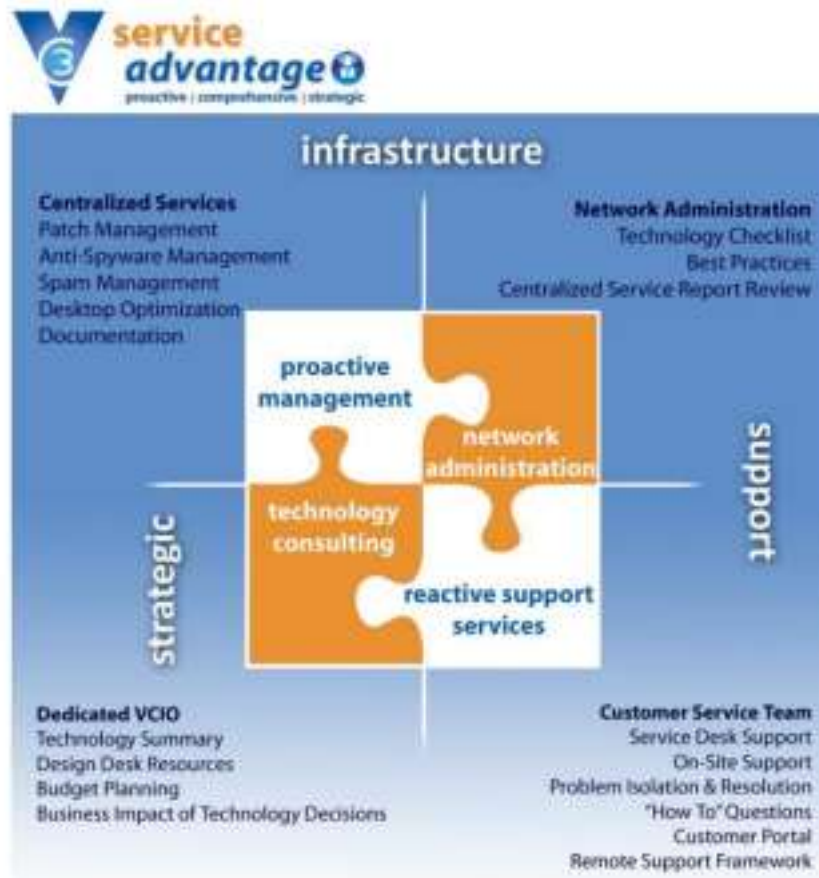 VC3
service
advantage
proactive | comprehensive | strategic
infrastructure
Centralized Services
Patch Management
Anti-Spyware Management
Spam Management
Desktop Optimization
Documentation
Network Administration
Technology Checklist
Best Practices
Centralized Service Report Review
proactive
management
network
administration
support
strategic
technology
consulting
reactive support
services
Dedicated VCIO
Technology Summary
Design Desk Resources
Budget Planning
Business Impact of Technology Decisions
Customer Service Team
Service Desk Support
On-Site Support
Problem Isolation & Resolution
"How To" Questions
Customer Portal
Remote Support Framework